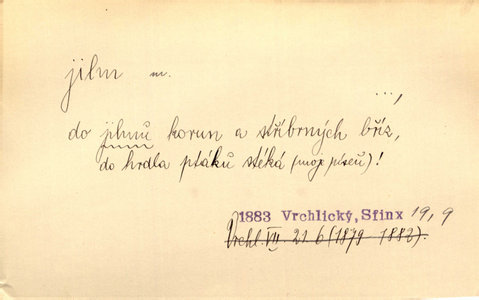 jilm m.
...,
do jilmů korun a stříbrných bříz,
do hrdla ptáků stéká (moje píseň)!
1883 Vrchlický, Sfinx 19, 9
Vrchl. VII. 21 6 (1879-1882).